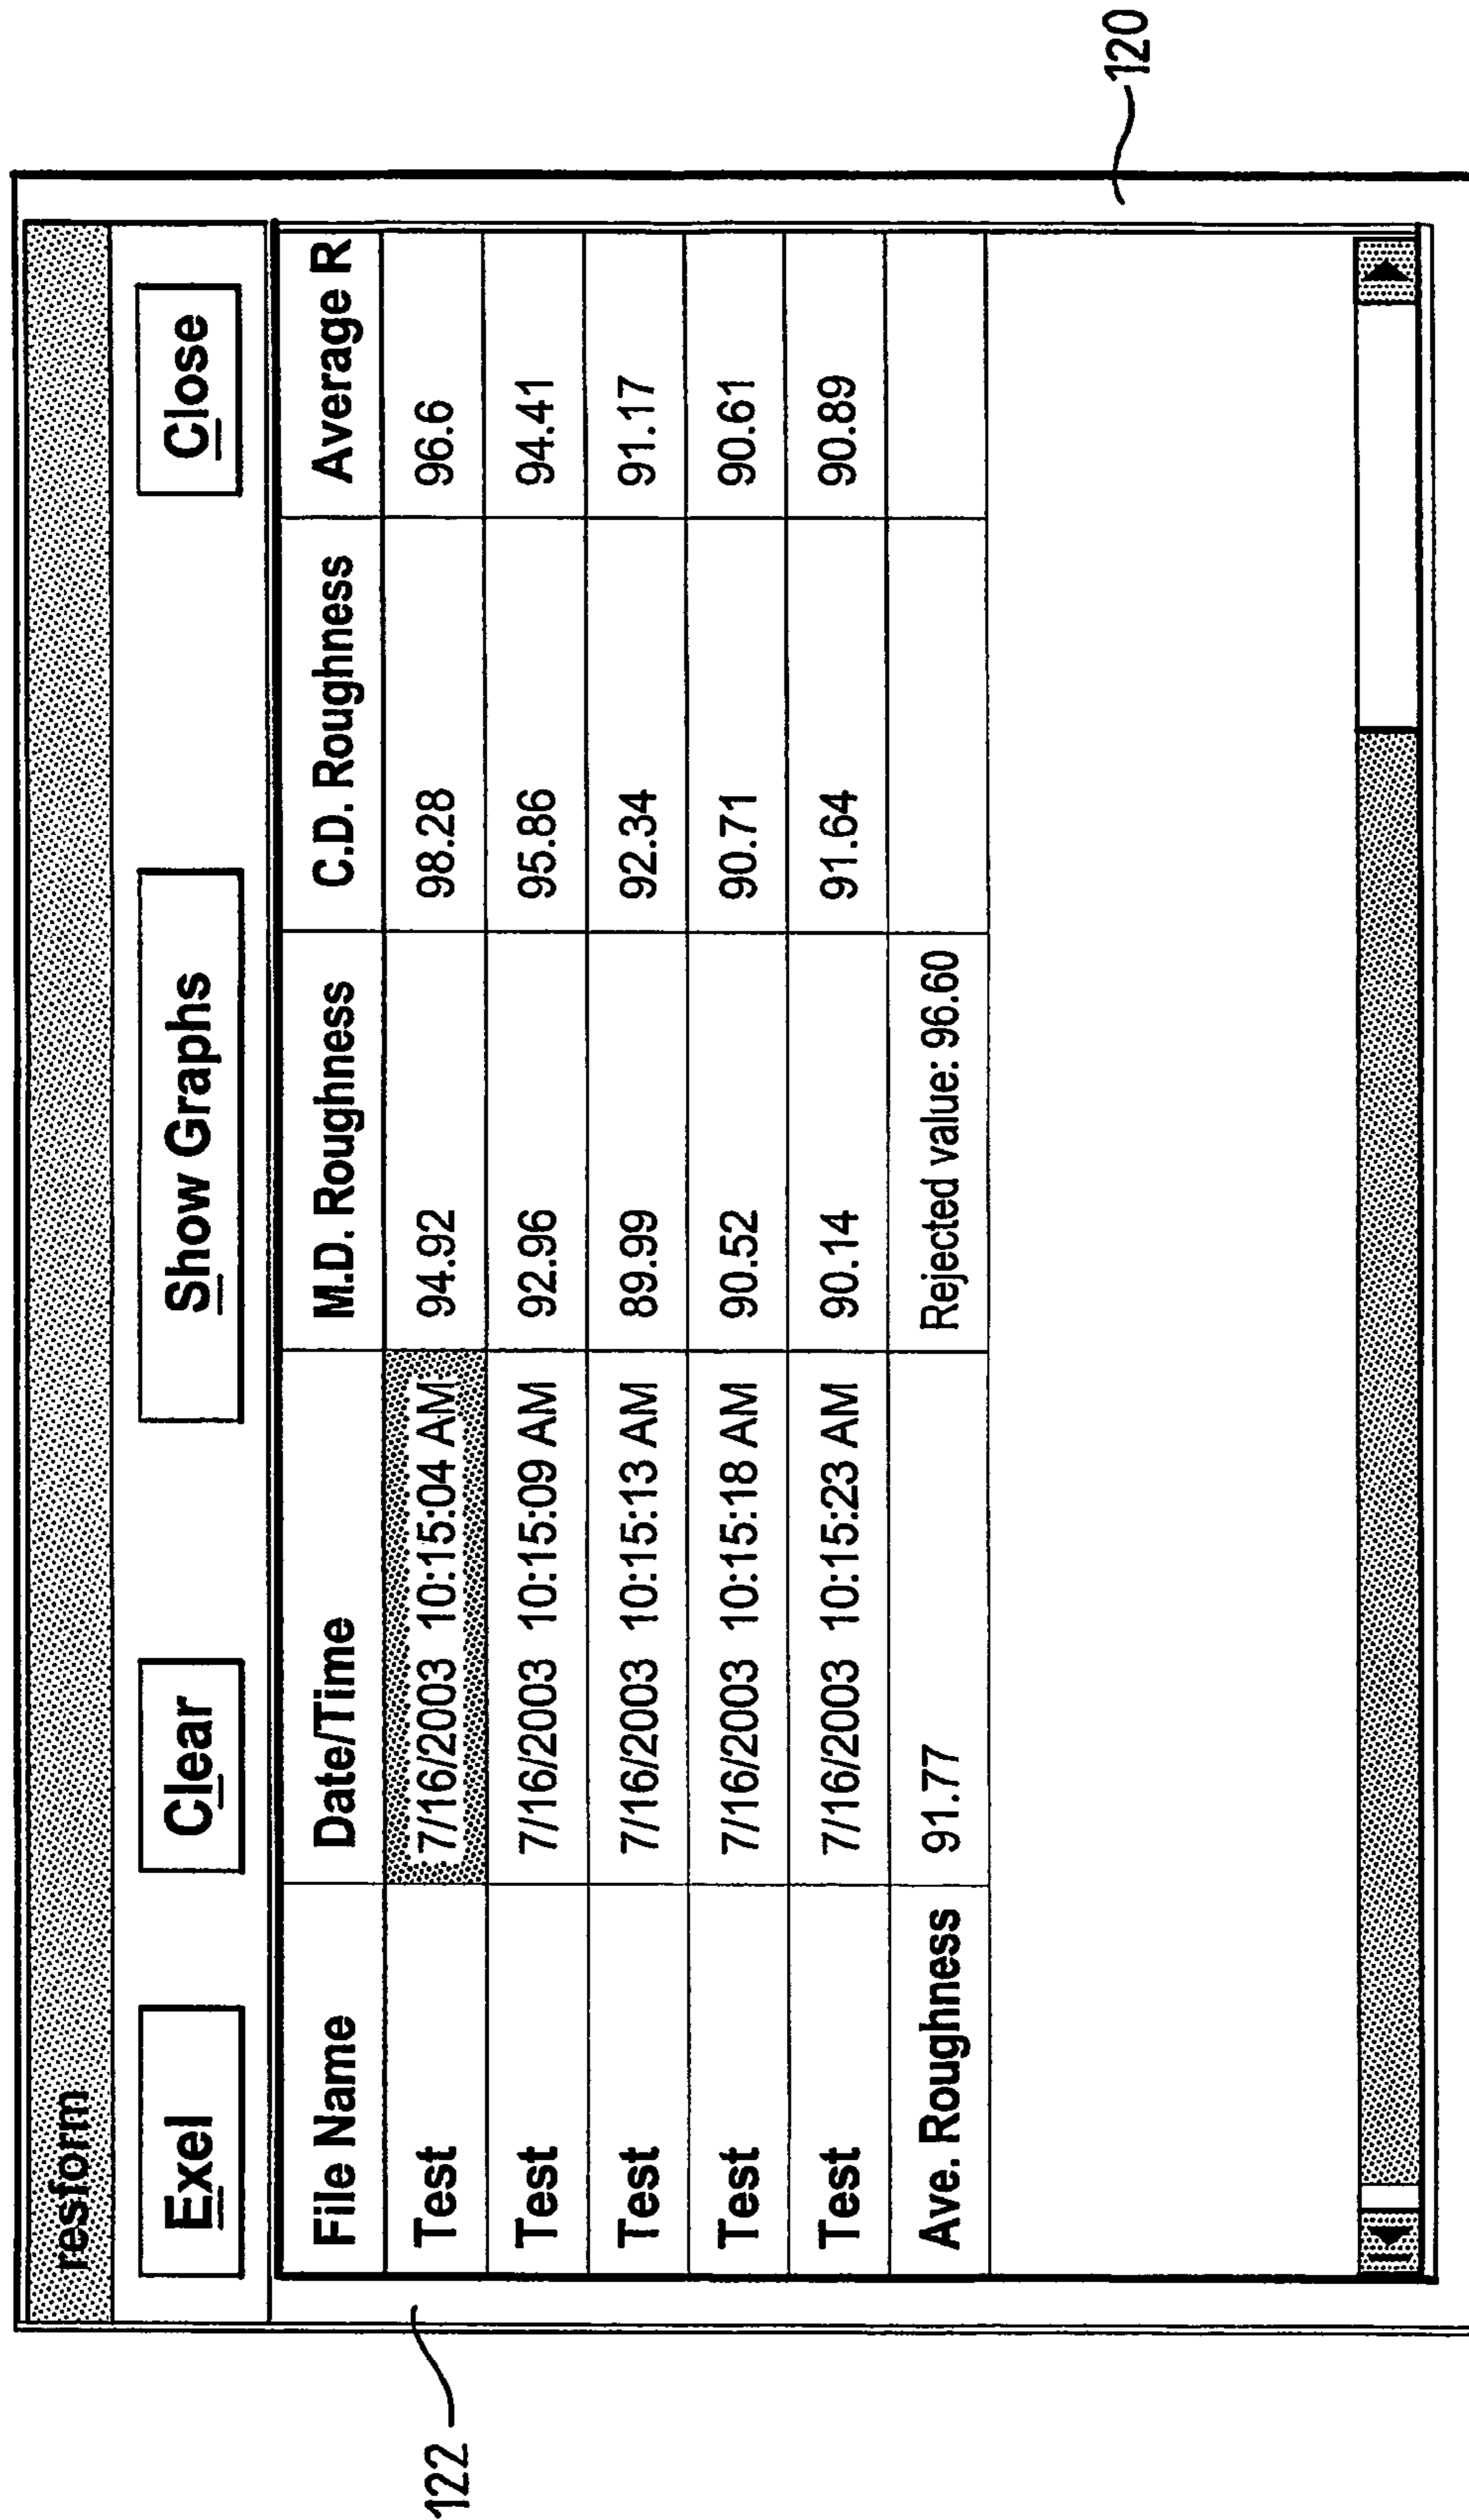 resform
Exel Clear Show Graphs Close
File Name Date/Time M.D. Roughness C.D. Roughness Average R
Test 7/16/2003 10:15:04 AM 94.92 98.28 96.6
Test 7/16/2003 10:15:09 AM 92.96 95.86 94.41
Test 7/16/2003 10:15:13 AM 89.99 92.34 91.17
Test 7/16/2003 10:15:18 AM 90.52 90.71 90.61
Test 7/16/2003 10:15:23 AM 90.14 91.64 90.89
Ave. Roughness 91.77 Rejected value: 96.60
122
120